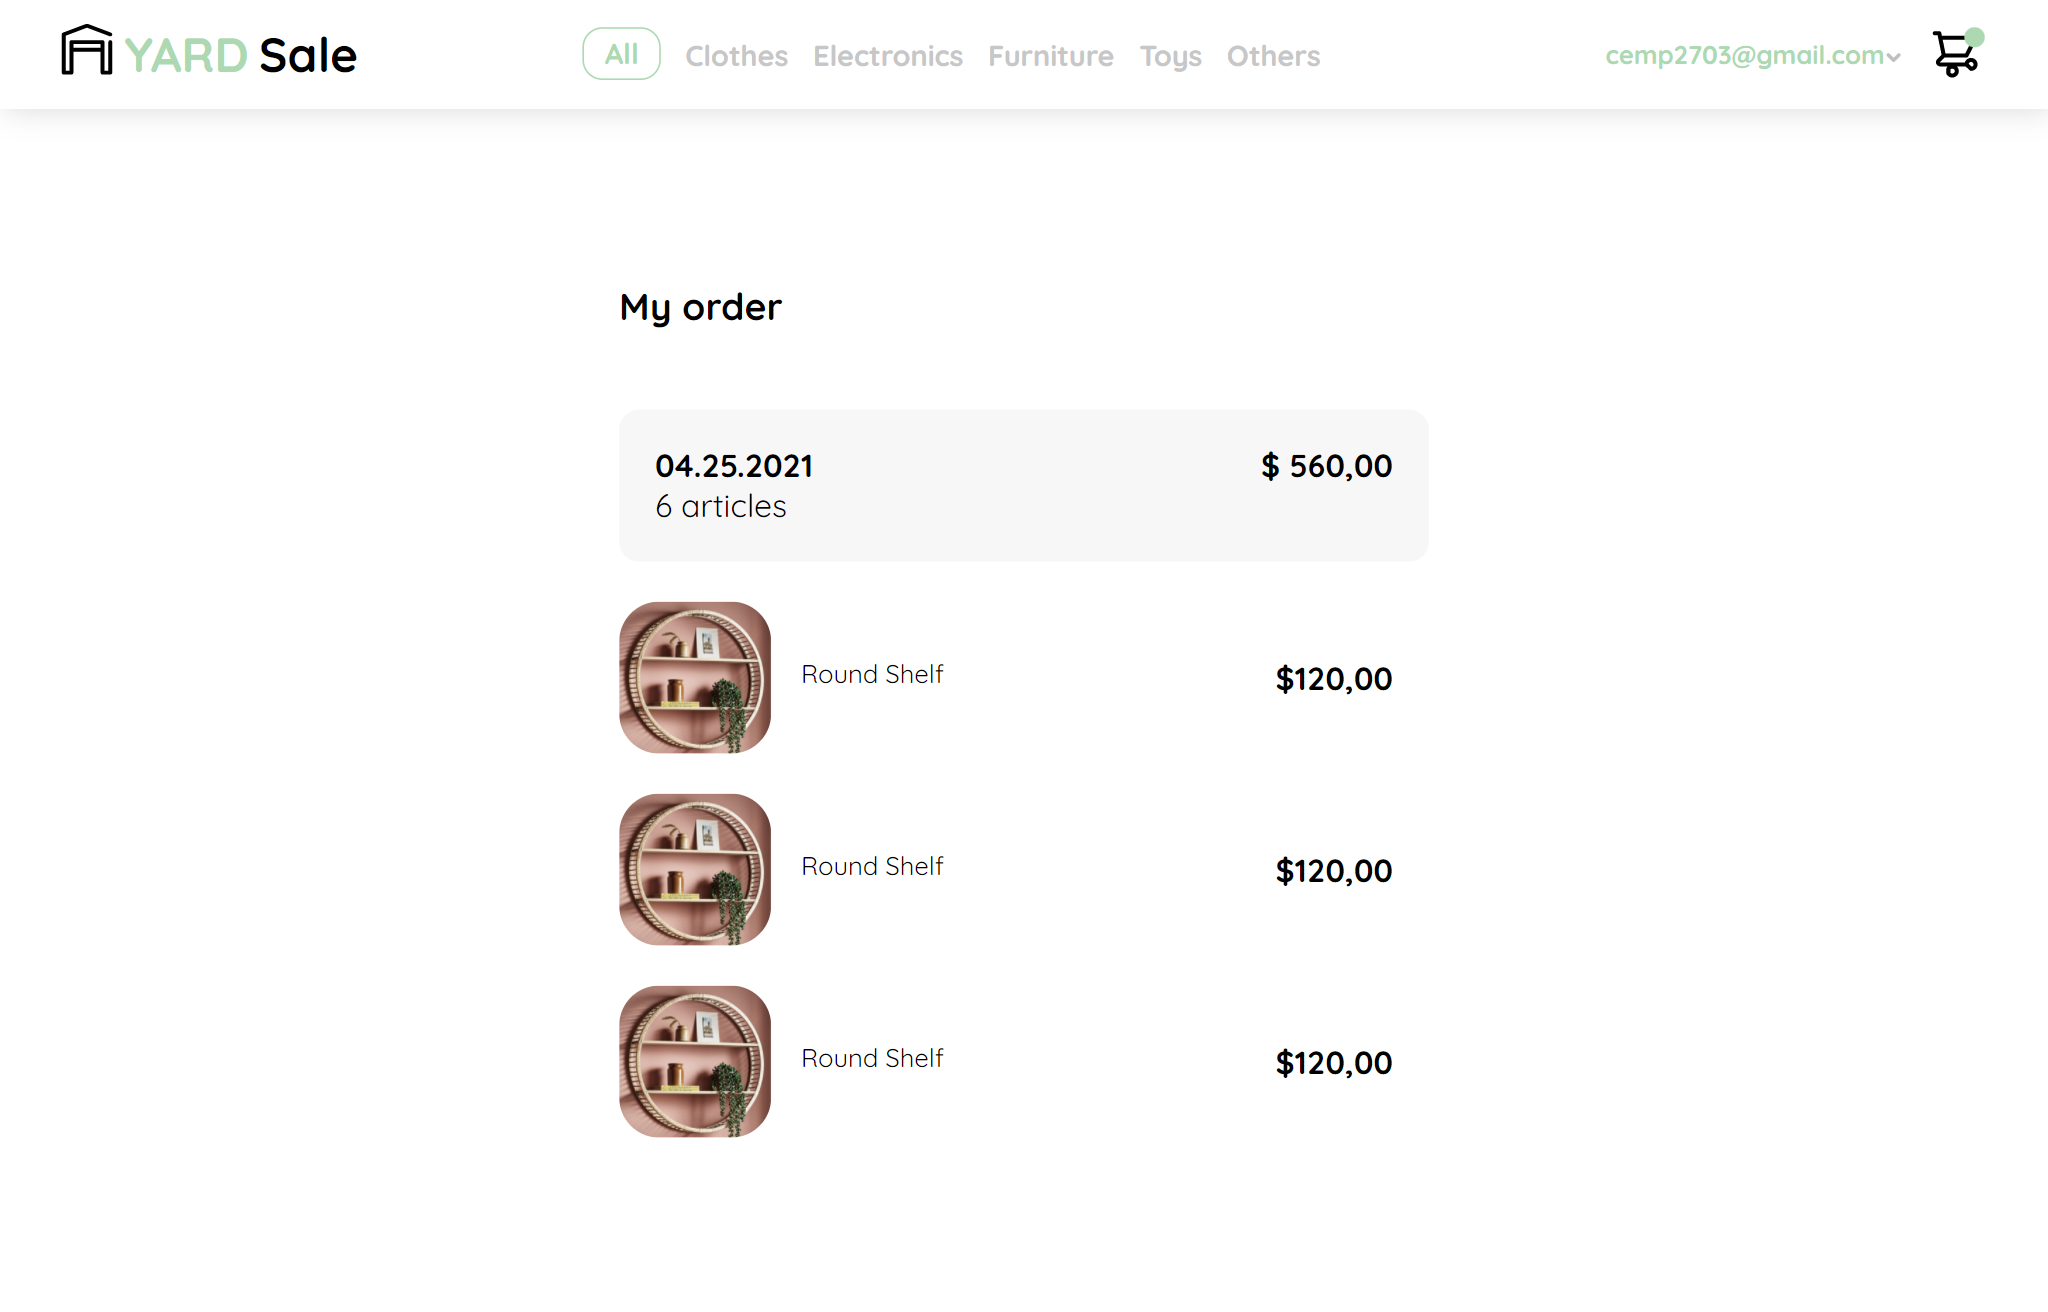 YARD Sale
All Clothes Electronics Furniture Toys Others
cemp2703@gmail.com
My order
04.25.2021 $ 560,00
6 articles
Round Shelf $120,00
Round Shelf $120,00
Round Shelf $120,00